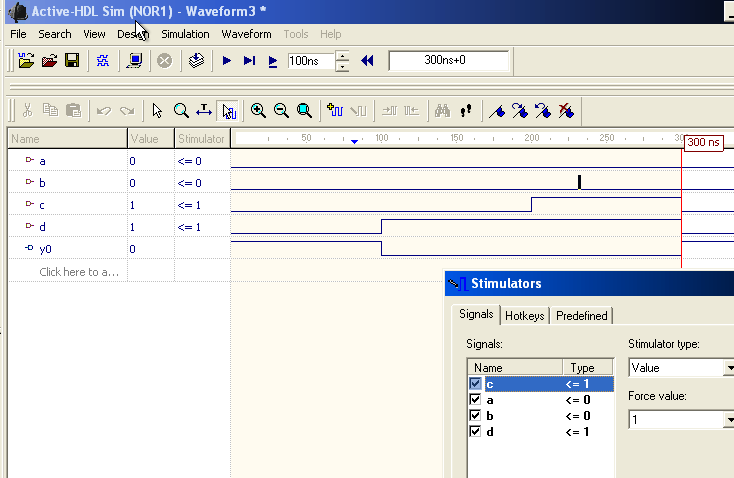 Active-HDL Sim (NOR1) - Waveform3 *
File Search View Design Simulation Waveform Tools Help
100ns 300ns+0
Name Value Stimulator 50 100 150 200 250
300 ns
a 0 <= 0
b 0 <= 0
c 1 <= 1
d 1 <= 1
y0 0
Click here to a...
Stimulators
Signals Hotkeys Predefined
Signals: Stimulator type:
Name Type
Value
c <= 1
a <= 0
Force value:
b <= 0
1
d <= 1